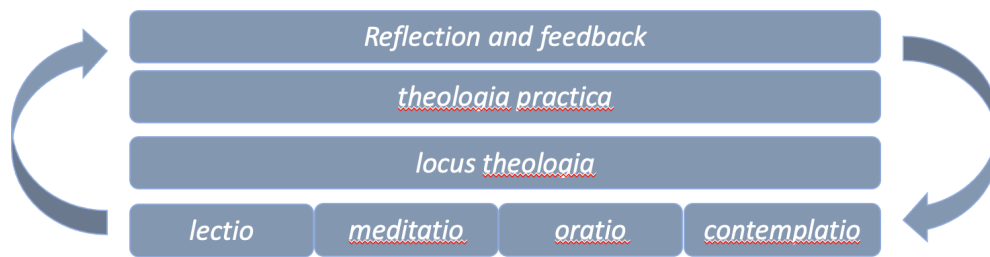 Reflection and feedback
theologia practica
locus theologia
lectio meditatio oratio contemplatio